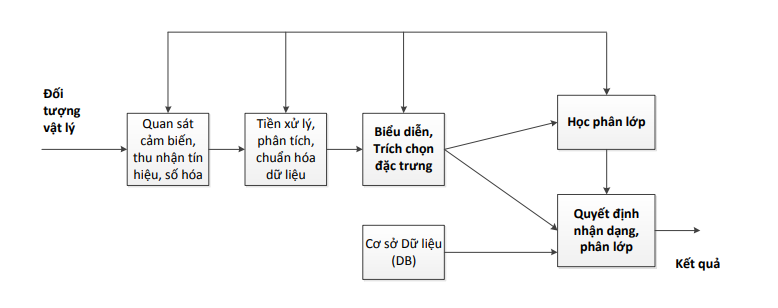 Đối
tượng
vật lý
Quan sát
cảm biến,
thu nhận tín
hiệu, số hóa
Tiền xử lý,
phân tích,
chuẩn hóa
dữ liệu
Biểu diễn,
Trích chọn
đặc trưng
Học phân lớp
Cơ sở Dữ liệu
(DB)
Quyết định
nhận dạng,
phân lớp
Kết quả